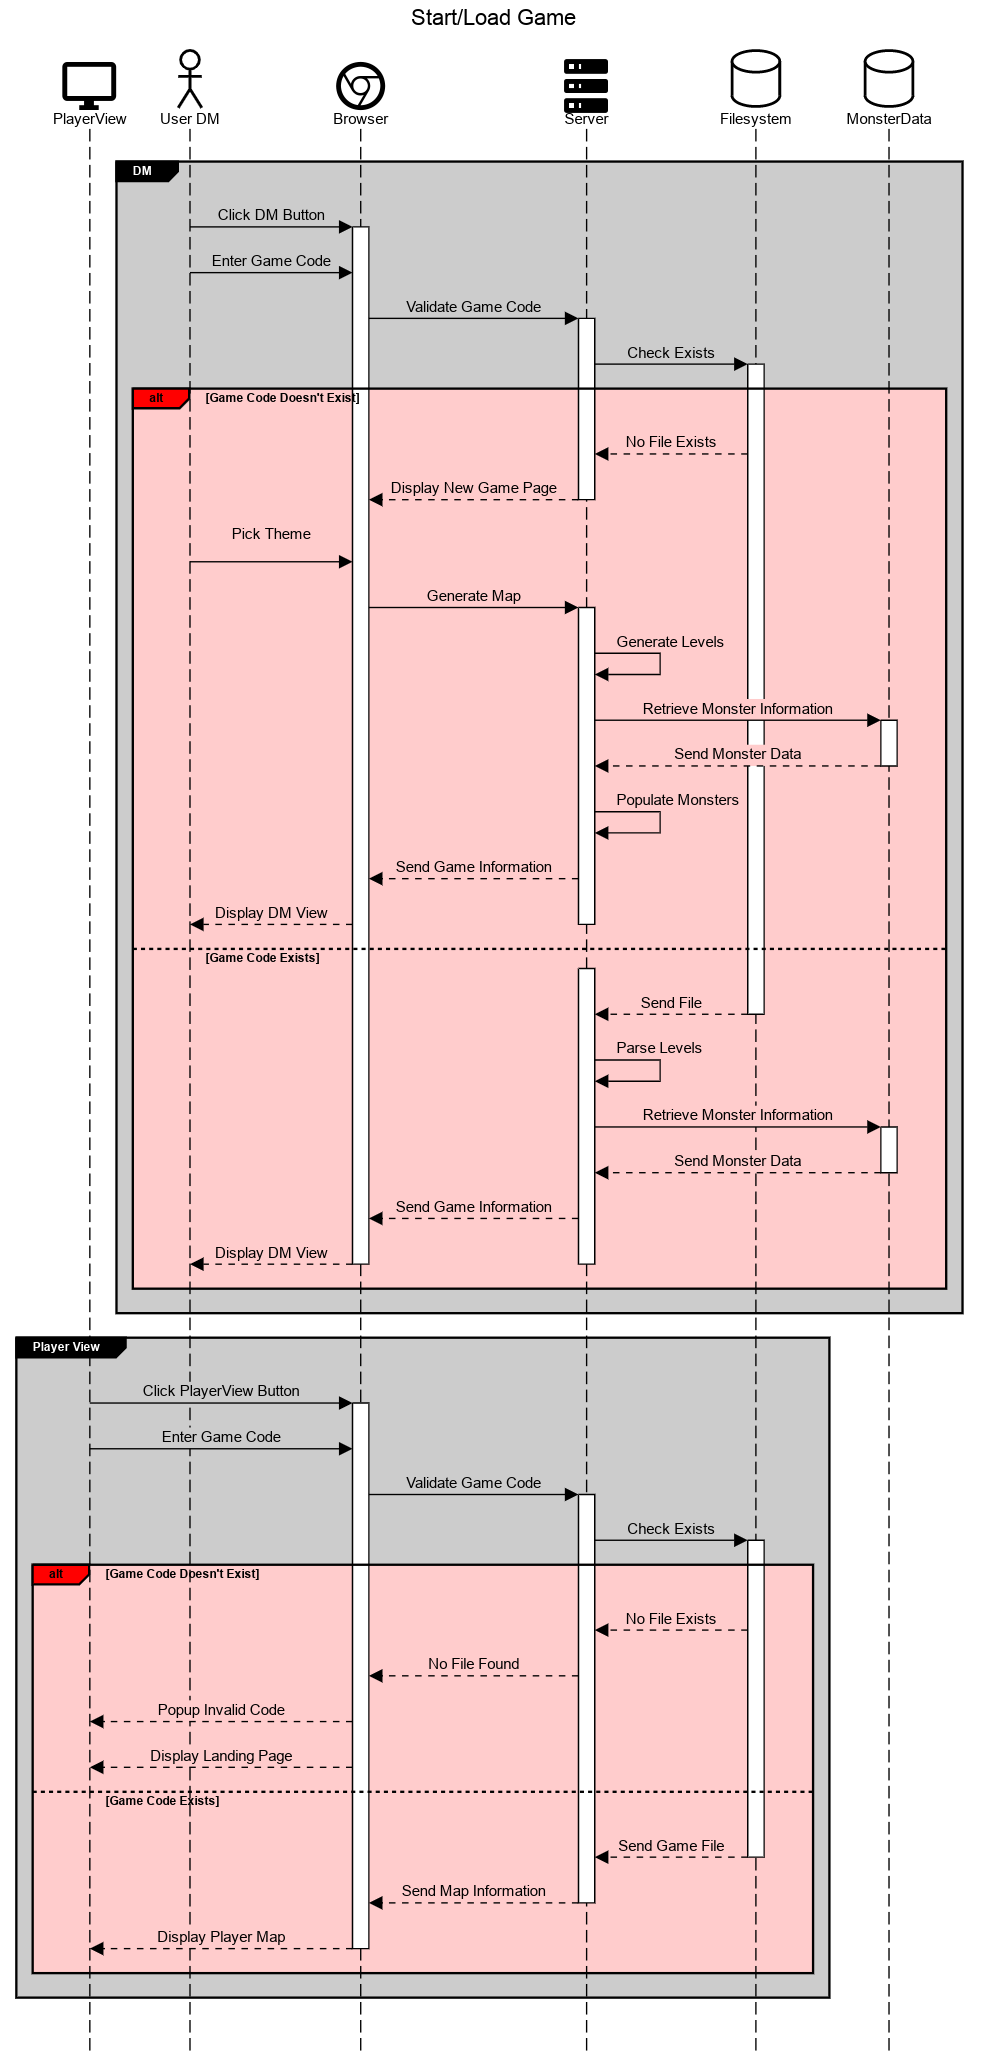 Start/Load Game
PlayerView
User DM
Browser
Server
Filesystem
MonsterData
DM
Click DM Button
Enter Game Code
Validate Game Code
Check Exists
alt
[Game Code Doesn't Exist]
No File Exists
Display New Game Page
Pick Theme
Generate Map
Generate Levels
Retrieve Monster Information
Send Monster Data
Populate Monsters
Send Game Information
Display DM View
[Game Code Exists]
Send File
Parse Levels
Retrieve Monster Information
Send Monster Data
Send Game Information
Display DM View
Player View
Click PlayerView Button
Enter Game Code
Validate Game Code
Check Exists
alt
[Game Code Doesn't Exist]
No File Exists
No File Found
Popup Invalid Code
Display Landing Page
[Game Code Exists]
Send Game File
Send Map Information
Display Player Map